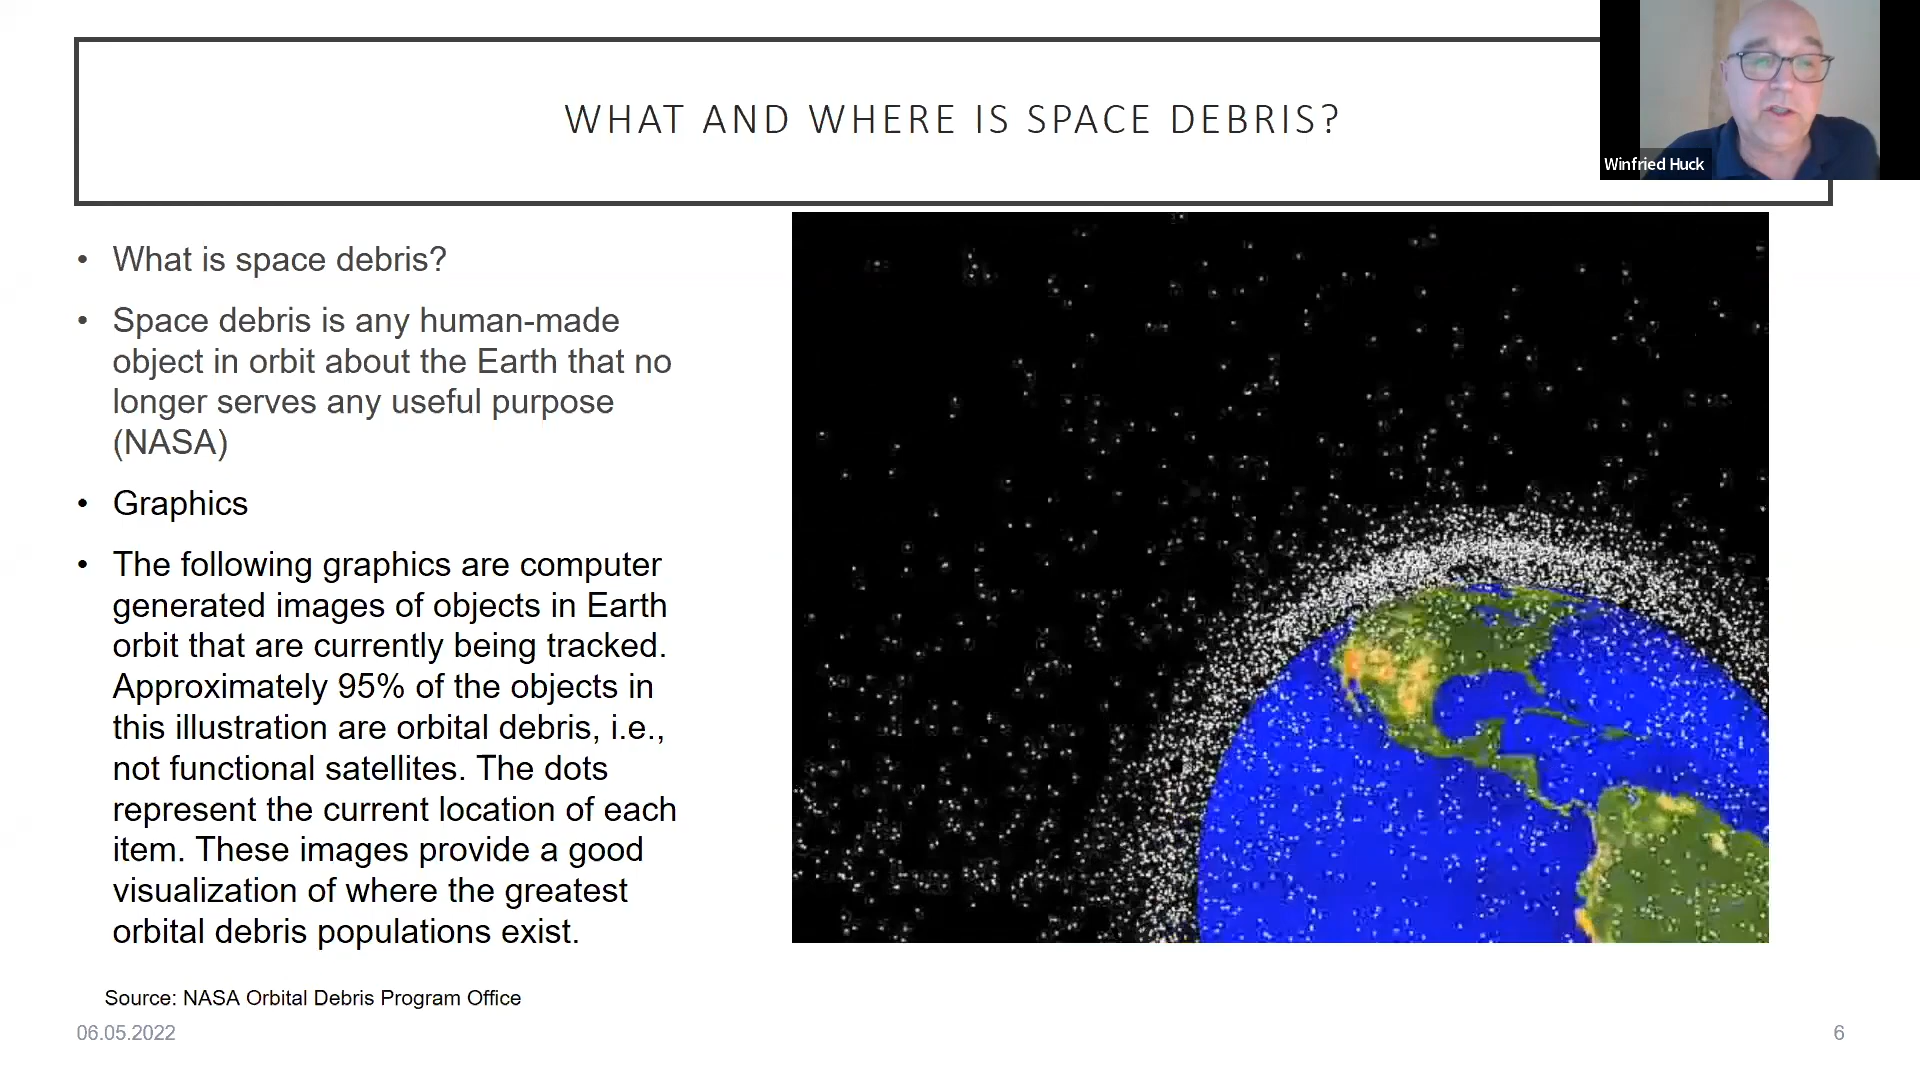 WHAT AND WHERE IS SPACE DEBRIS?
Winfried Huck
• What is space debris?
• Space debris is any human-made
object in orbit about the Earth that no
longer serves any useful purpose
(NASA)
• Graphics
• The following graphics are computer
generated images of objects in Earth
orbit that are currently being tracked.
Approximately 95% of the objects in
this illustration are orbital debris, i.e.,
not functional satellites. The dots
represent the current location of each
item. These images provide a good
visualization of where the greatest
orbital debris populations exist.
Source: NASA Orbital Debris Program Office
06.05.2022
6